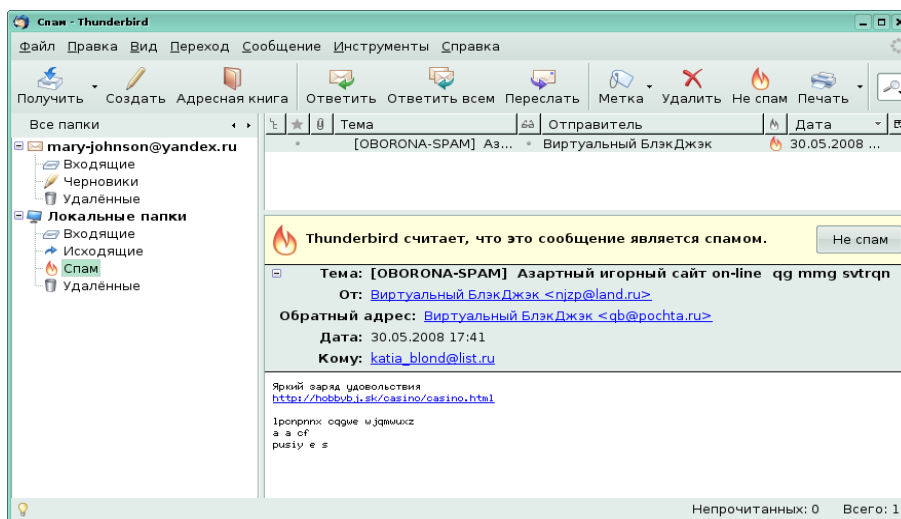 Спам - Thunderbird
Файл Правка Вид Переход Сообщение Инструменты Справка
Получить Создать Адресная книга Ответить Ответить всем Переслать Метка Удалить Не спам Печать
Все папки
Тема Отправитель Дата
mary-johnson@yandex.ru
[OBORONA-SPAM] Аз... Виртуальный БлэкДжэк 30.05.2008 ...
Входящие
Черновики
Удалённые
Локальные папки
Входящие
Исходящие
Спам
Удалённые
Thunderbird считает, что это сообщение является спамом. Не спам
Тема: [OBORONA-SPAM] Азартный игорный сайт on-line qg mmg svtrqn
От: Виртуальный БлэкДжэк <njzp@land.ru>
Обратный адрес: Виртуальный БлэкДжэк <qb@pochta.ru>
Дата: 30.05.2008 17:41
Кому: katia_blond@list.ru
Яркий заряд удовольствия
http://hobbybj.sk/casino/casino.html
lpcnpnnx cqgwe wjqmwuxz
a a cf
pusiy e s
Непрочитанных: 0 Всего: 1